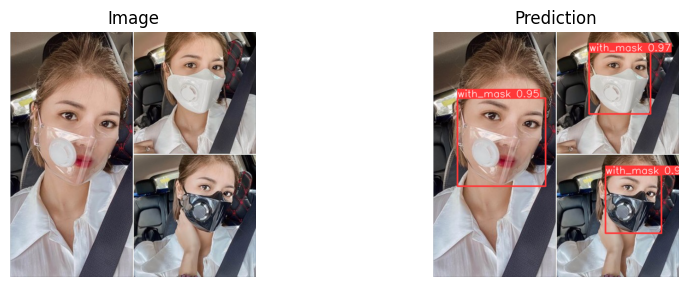 Image
Prediction
with_mask 0.97
with_mask 0.95
with_mask 0.9